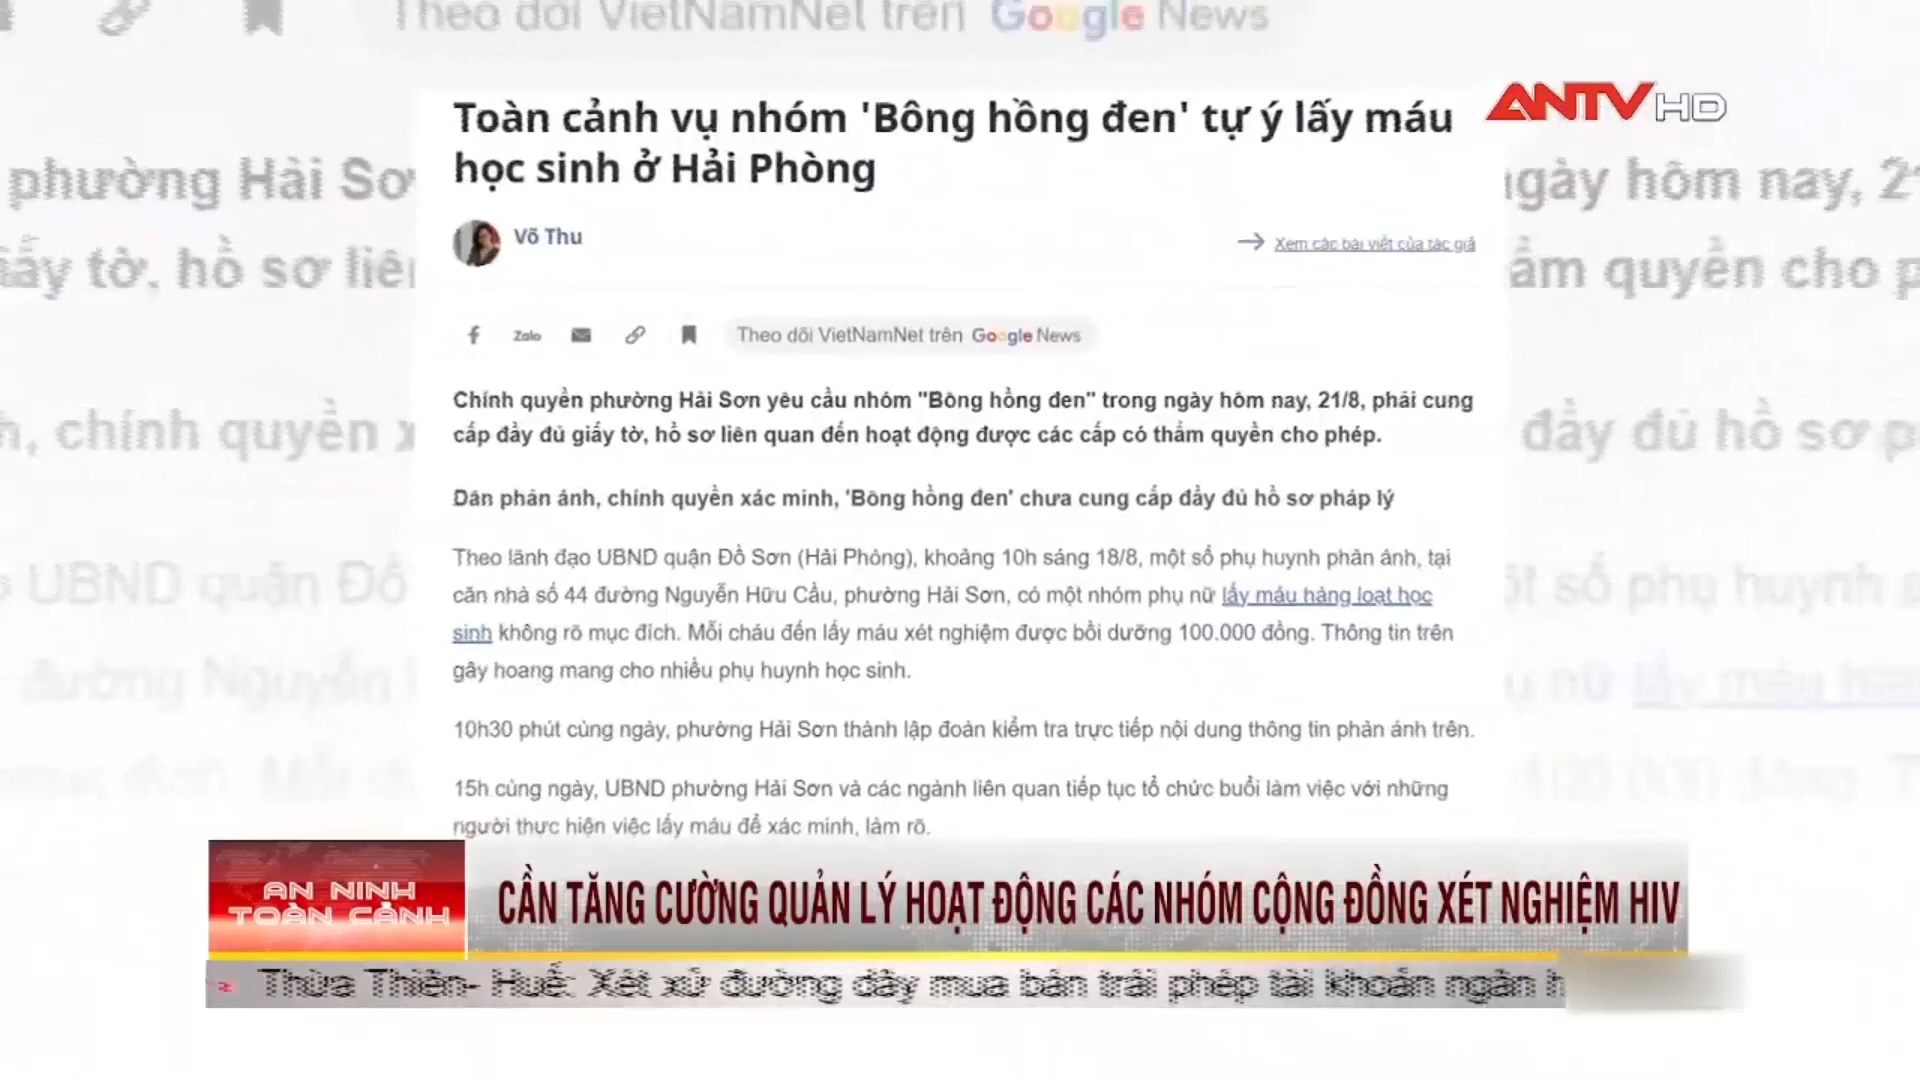 Theo dõi VietNamNet trên Google News
ANTV HD
Toàn cảnh vụ nhóm 'Bông hồng đen' tự ý lấy máu
học sinh ở Hải Phòng
Võ Thu
Xem các bài viết của tác giả
Zalo
Theo dõi VietNamNet trên Google News
Chính quyền phường Hải Sơn yêu cầu nhóm "Bông hồng đen" trong ngày hôm nay, 21/8, phải cung
cấp đầy đủ giấy tờ, hồ sơ liên quan đến hoạt động được các cấp có thẩm quyền cho phép.
Dân phản ánh, chính quyền xác minh, 'Bông hồng đen' chưa cung cấp đầy đủ hồ sơ pháp lý
Theo lãnh đạo UBND quận Đồ Sơn (Hải Phòng), khoảng 10h sáng 18/8, một số phụ huynh phản ánh, tại
căn nhà số 44 đường Nguyễn Hữu Cầu, phường Hải Sơn, có một nhóm phụ nữ lấy máu hàng loạt học
sinh không rõ mục đích. Mỗi cháu đến lấy máu xét nghiệm được bồi dưỡng 100.000 đồng. Thông tin trên
gây hoang mang cho nhiều phụ huynh học sinh.
10h30 phút cùng ngày, phường Hải Sơn thành lập đoàn kiểm tra trực tiếp nội dung thông tin phản ánh trên.
15h cùng ngày, UBND phường Hải Sơn và các ngành liên quan tiếp tục tổ chức buổi làm việc với những
người thực hiện việc lấy máu để xác minh, làm rõ.
AN NINH
TOÀN CẢNH
CẦN TĂNG CƯỜNG QUẢN LÝ HOẠT ĐỘNG CÁC NHÓM CỘNG ĐỒNG XÉT NGHIỆM HIV
Thừa Thiên- Huế: Xét xử đường dây mua bán trái phép tài khoản ngân h